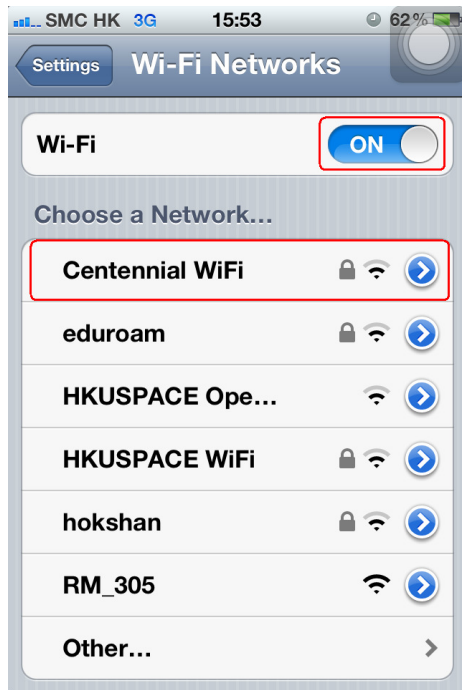 SMC HK 3G 15:53 62%
Settings Wi-Fi Networks
Wi-Fi ON
Choose a Network...
Centennial WiFi
eduroam
HKUSPACE Ope...
HKUSPACE WiFi
hokshan
RM_305
Other...